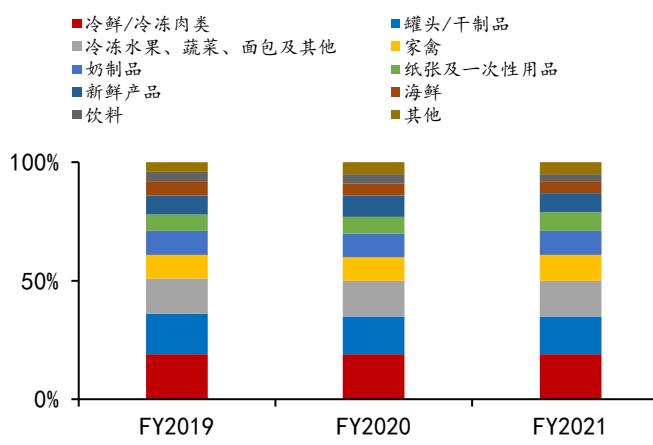 冷鲜/冷冻肉类 罐头/干制品
冷冻水果、蔬菜、面包及其他 家禽
奶制品 纸张及一次性用品
新鲜产品 海鲜
饮料 其他
100%
50%
0%
FY2019 FY2020 FY2021